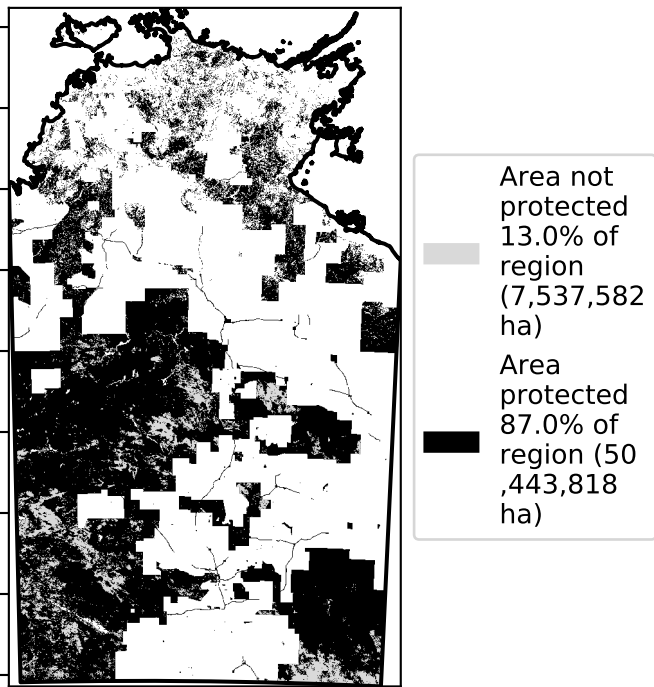 Area not
protected
13.0% of
region
(7,537,582
ha)
Area
protected
87.0% of
region (50
,443,818
ha)